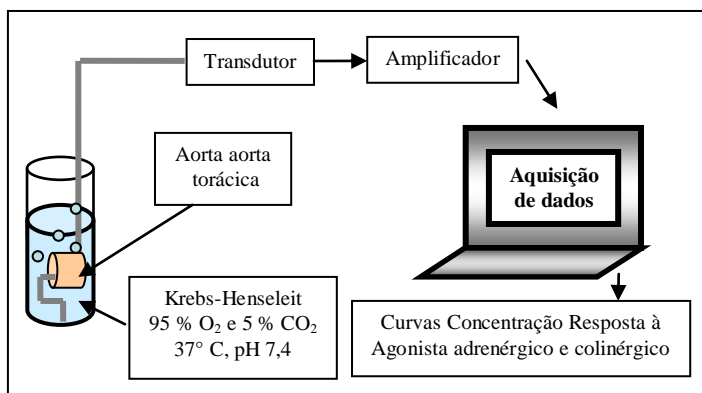 Transdutor
Amplificador
Aorta aorta
torácica
Aquisição
de dados
Krebs-Henseleit
95 % O₂ e 5 % CO₂
37° C, pH 7,4
Curvas Concentração Resposta à
Agonista adrenérgico e colinérgico